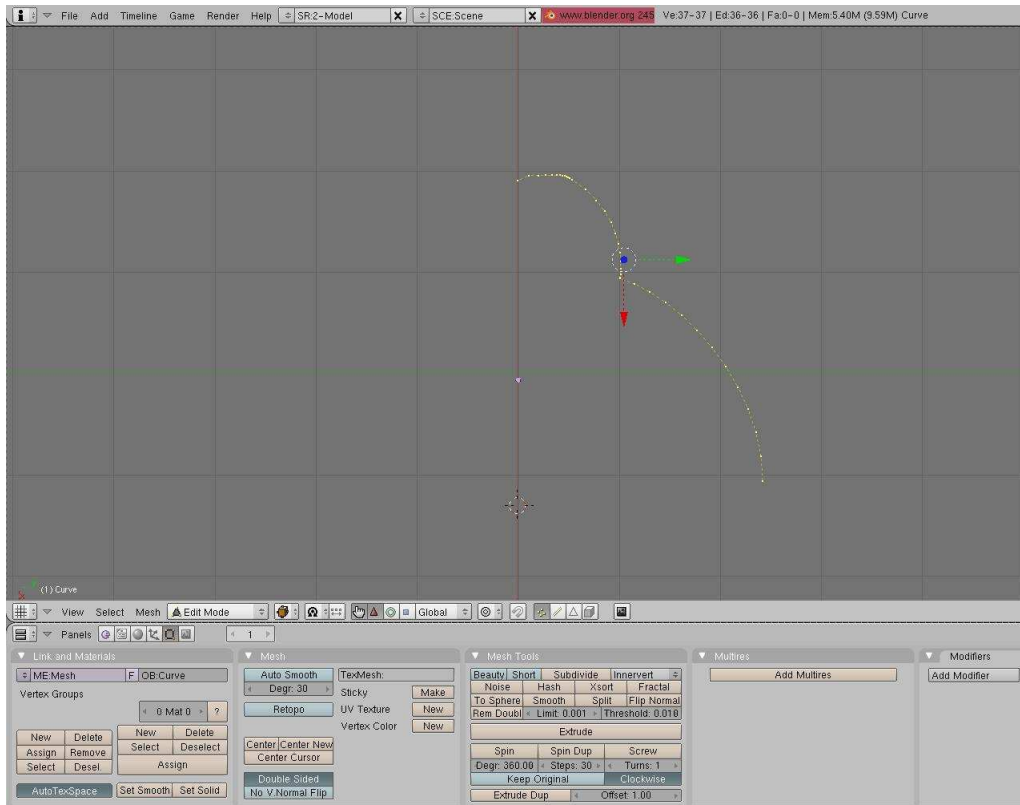 File Add Timeline Game Render Help SR:2-Model X SCE:Scene X www.blender.org 245 Ve:37-37 | Ed:36-36 | Fa:0-0 | Mem:5.40M (9.59M) Curve
(1) Curve
View Select Mesh Edit Mode Global
Panels 1
Link and Materials
ME:Mesh F OB:Curve
Vertex Groups
0 Mat 0 ?
New Delete New Delete
Assign Remove Select Deselect
Select Desel. Assign
AutoTexSpace Set Smooth Set Solid
Mesh
Auto Smooth TexMesh:
Degr: 30 Sticky Make
Retopo UV Texture New
Vertex Color New
Center Center New
Center Cursor
Double Sided
No V.Normal Flip
Mesh Tools
Beauty Short Subdivide Innervert
Noise Hash Xsort Fractal
To Sphere Smooth Split Flip Normal
Rem Doubl Limit: 0.001 Threshold: 0.010
Extrude
Spin Spin Dup Screw
Degr: 360.00 Steps: 30 Turns: 1
Keep Original Clockwise
Extrude Dup Offset: 1.00
Multires
Add Multires
Modifiers
Add Modifier